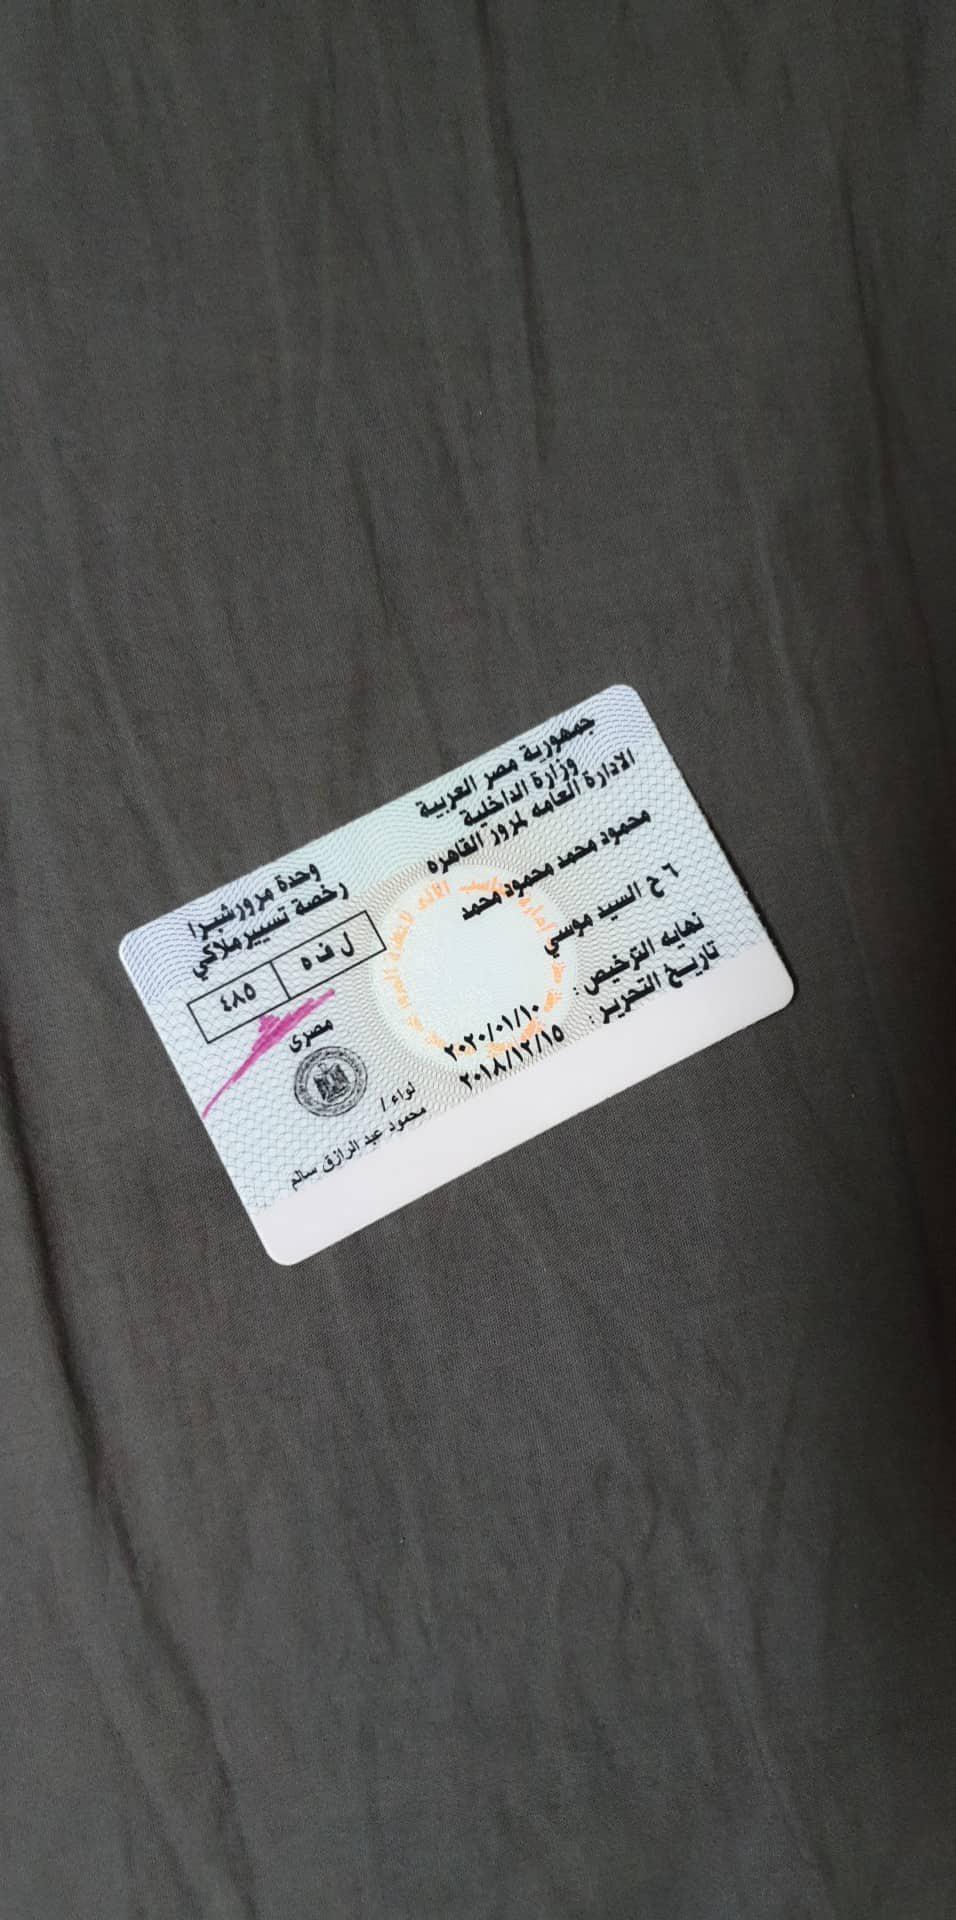 جمهورية مصر العربية
وزارة الداخلية
الادارة العامه لمرور القاهره
وحدة مرور شبرا
رخصة تسيير ملاكي
ل ف ه
٤٨٥
محمود محمد محمود محمد
٦ ح السيد موسي
مصرى
نهايه الترخيص : ٢٠٢٠/٠١/١٠
تاريخ التحرير : ٢٠١٨/١٢/١٥
لواء /
محمود عبد الرازق سالم